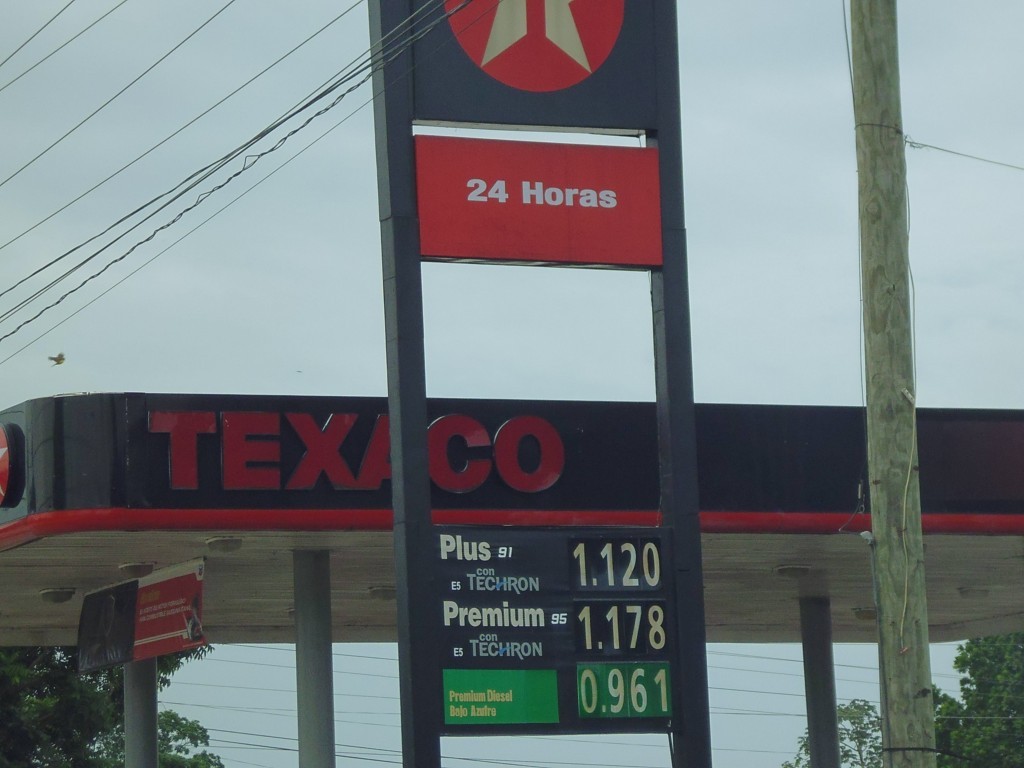 24 Horas
TEXACO
Plus 91 1.120
E5 con TECHRON
Premium 95 1.178
E5 con TECHRON
Premium Diesel
Bajo Azufre
0.961